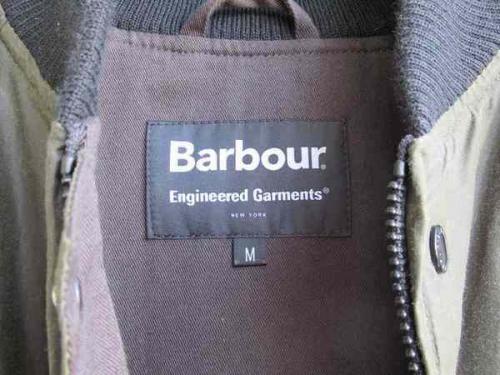 Barbour®
Engineered Garments®
NEW YORK
M